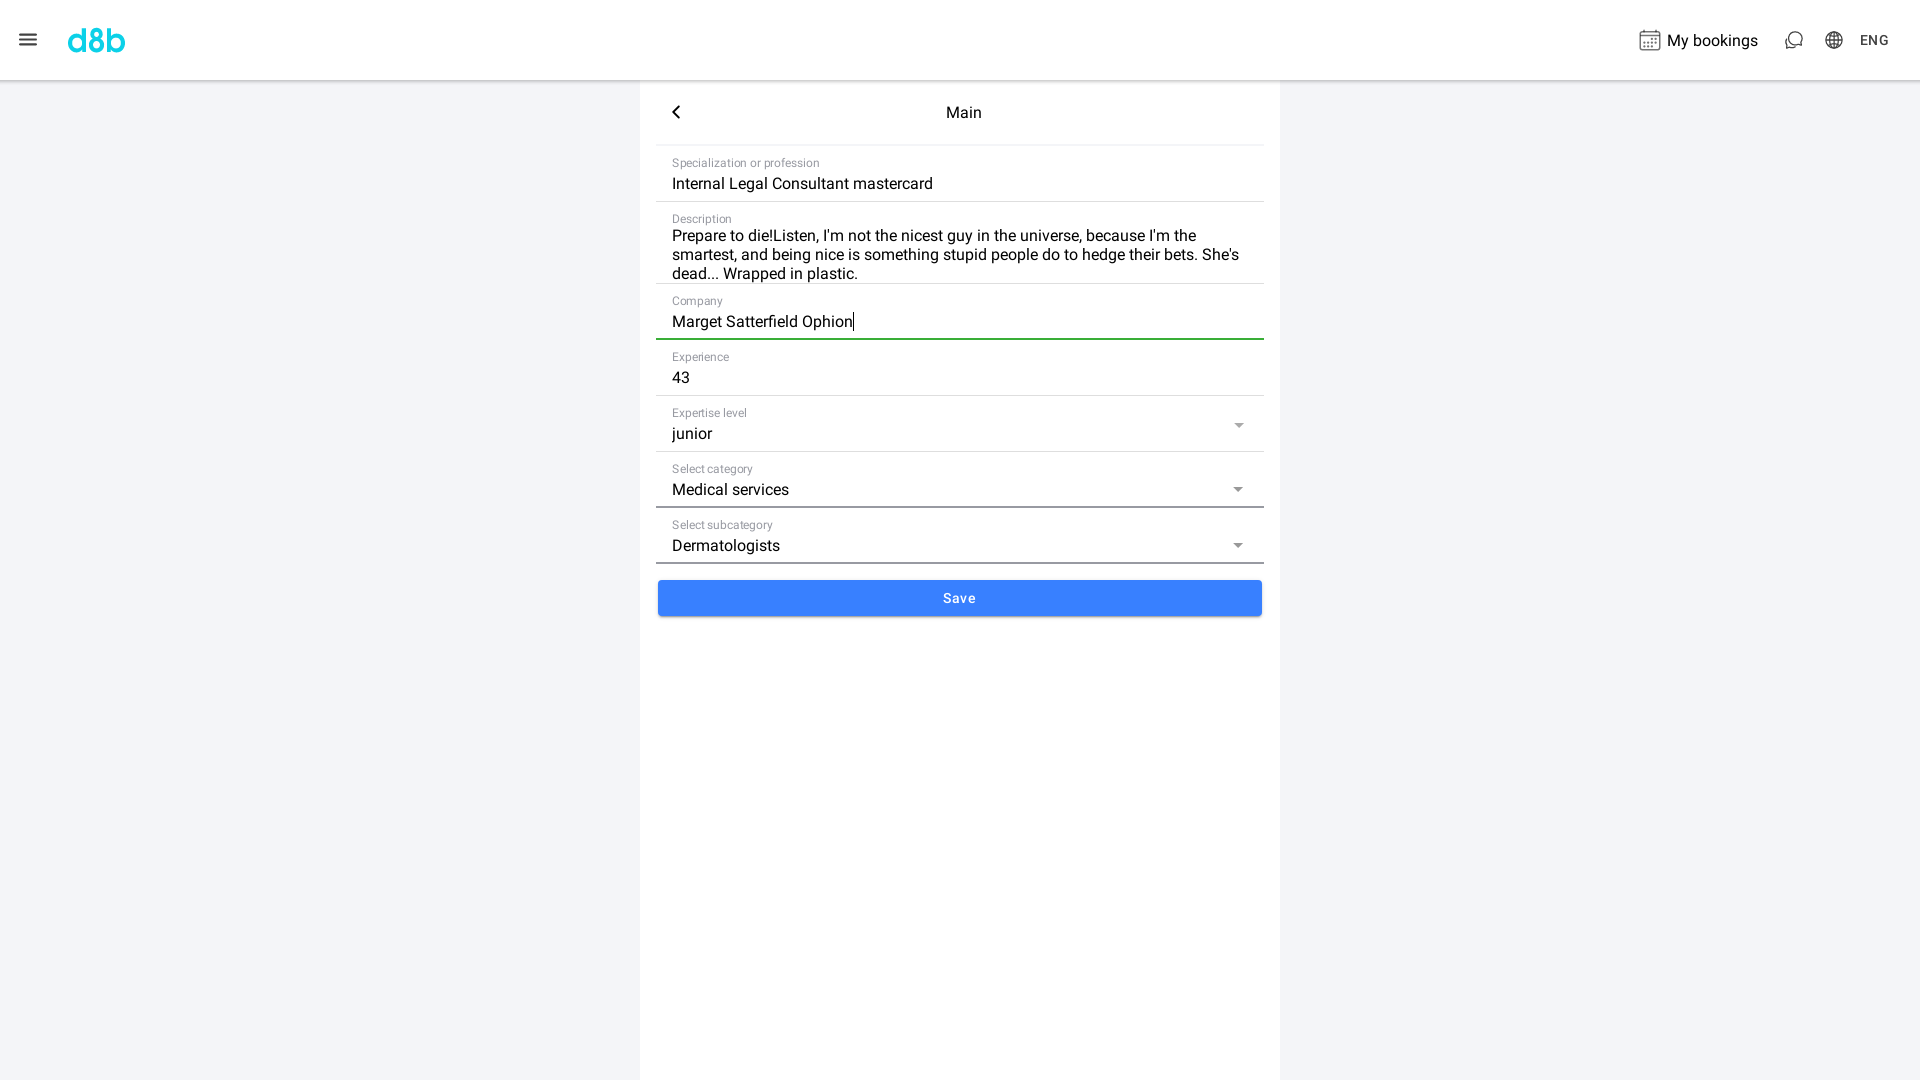 d8b
My bookings
ENG
Main
Specialization or profession
Internal Legal Consultant mastercard
Description
Prepare to die!Listen, I'm not the nicest guy in the universe, because I'm the
smartest, and being nice is something stupid people do to hedge their bets. She's
dead... Wrapped in plastic.
Company
Marget Satterfield Ophion
Experience
43
Expertise level
junior
Select category
Medical services
Select subcategory
Dermatologists
Save